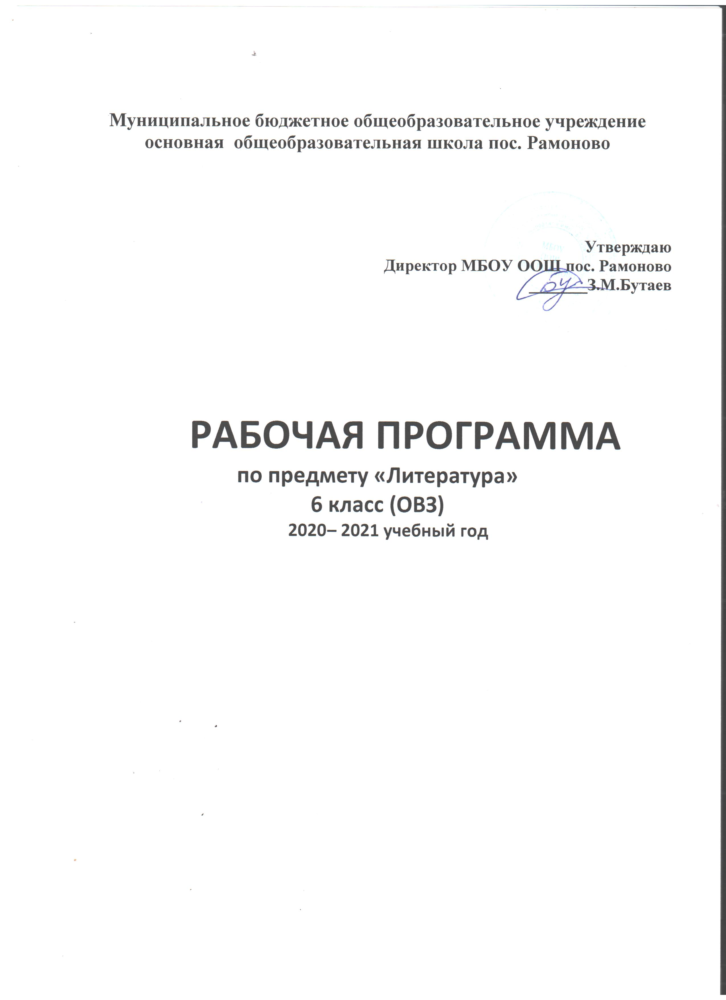 Муниципальное бюджетное общеобразовательное учреждение
основная общеобразовательная школа пос. Рамоново
МБОУ
Утверждаю
Директор МБОУ ООШ пос. Рамоново
_______З.М.Бутаев
РАБОЧАЯ ПРОГРАММА
по предмету «Литература»
6 класс (ОВЗ)
2020– 2021 учебный год